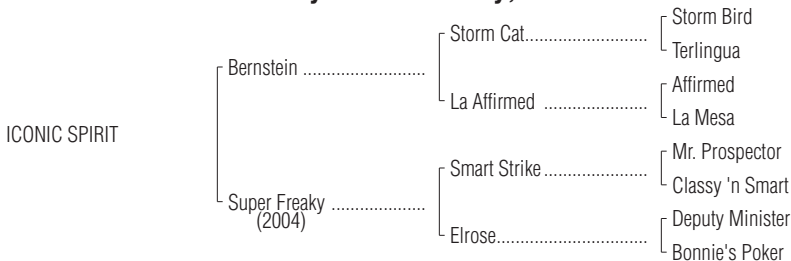 Storm Bird
Storm Cat..............................
Terlingua
Bernstein ..........................
Affirmed
La Affirmed ......................
La Mesa
ICONIC SPIRIT
Mr. Prospector
Smart Strike......................
Classy 'n Smart
Super Freaky ....................
(2004)
Deputy Minister
Elrose................................
Bonnie's Poker